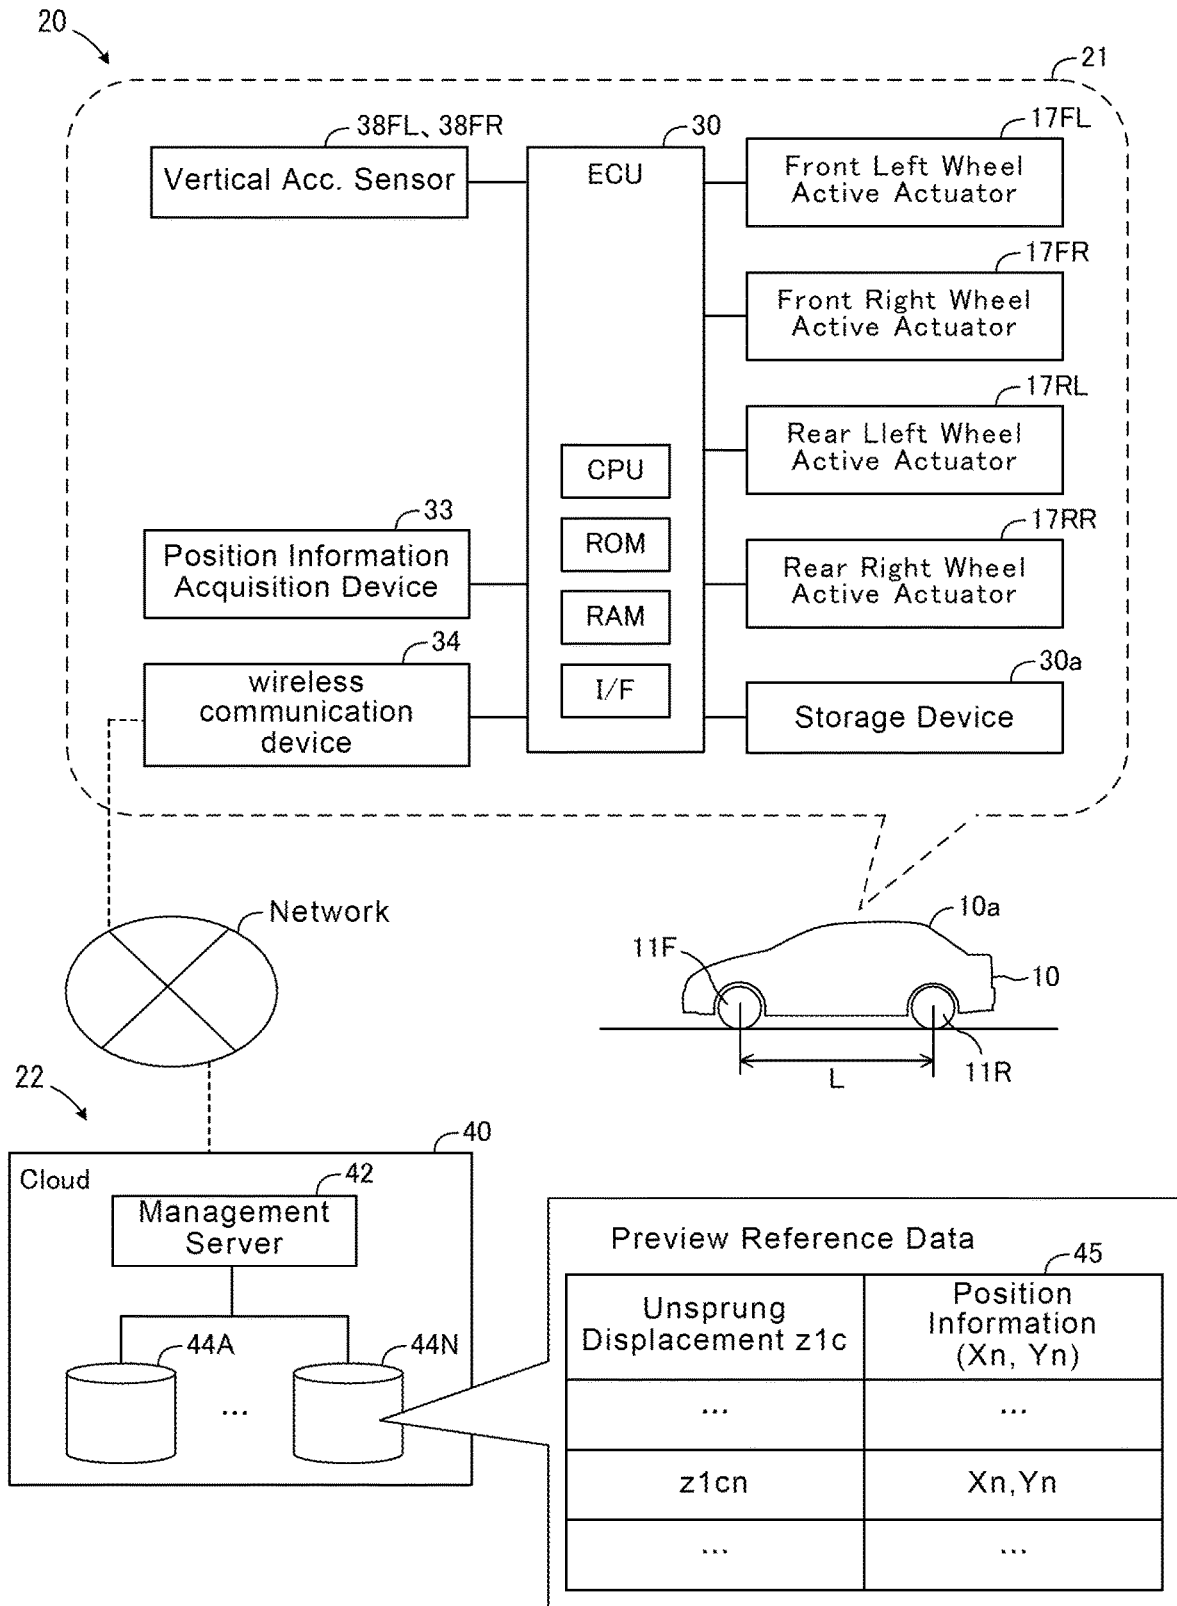 20
21
38FL、38FR
Vertical Acc. Sensor
30
ECU
CPU
ROM
RAM
I/F
17FL
Front Left Wheel
Active Actuator
17FR
Front Right Wheel
Active Actuator
17RL
Rear Lleft Wheel
Active Actuator
17RR
Rear Right Wheel
Active Actuator
30a
Storage Device
33
Position Information
Acquisition Device
34
wireless
communication
device
Network
10a
11F
10
11R
L
22
40
Cloud
42
Management
Server
44A
...
44N
Preview Reference Data
45
Unsprung
Displacement z1c
Position
Information
(Xn, Yn)
...
...
z1cn
Xn,Yn
...
...